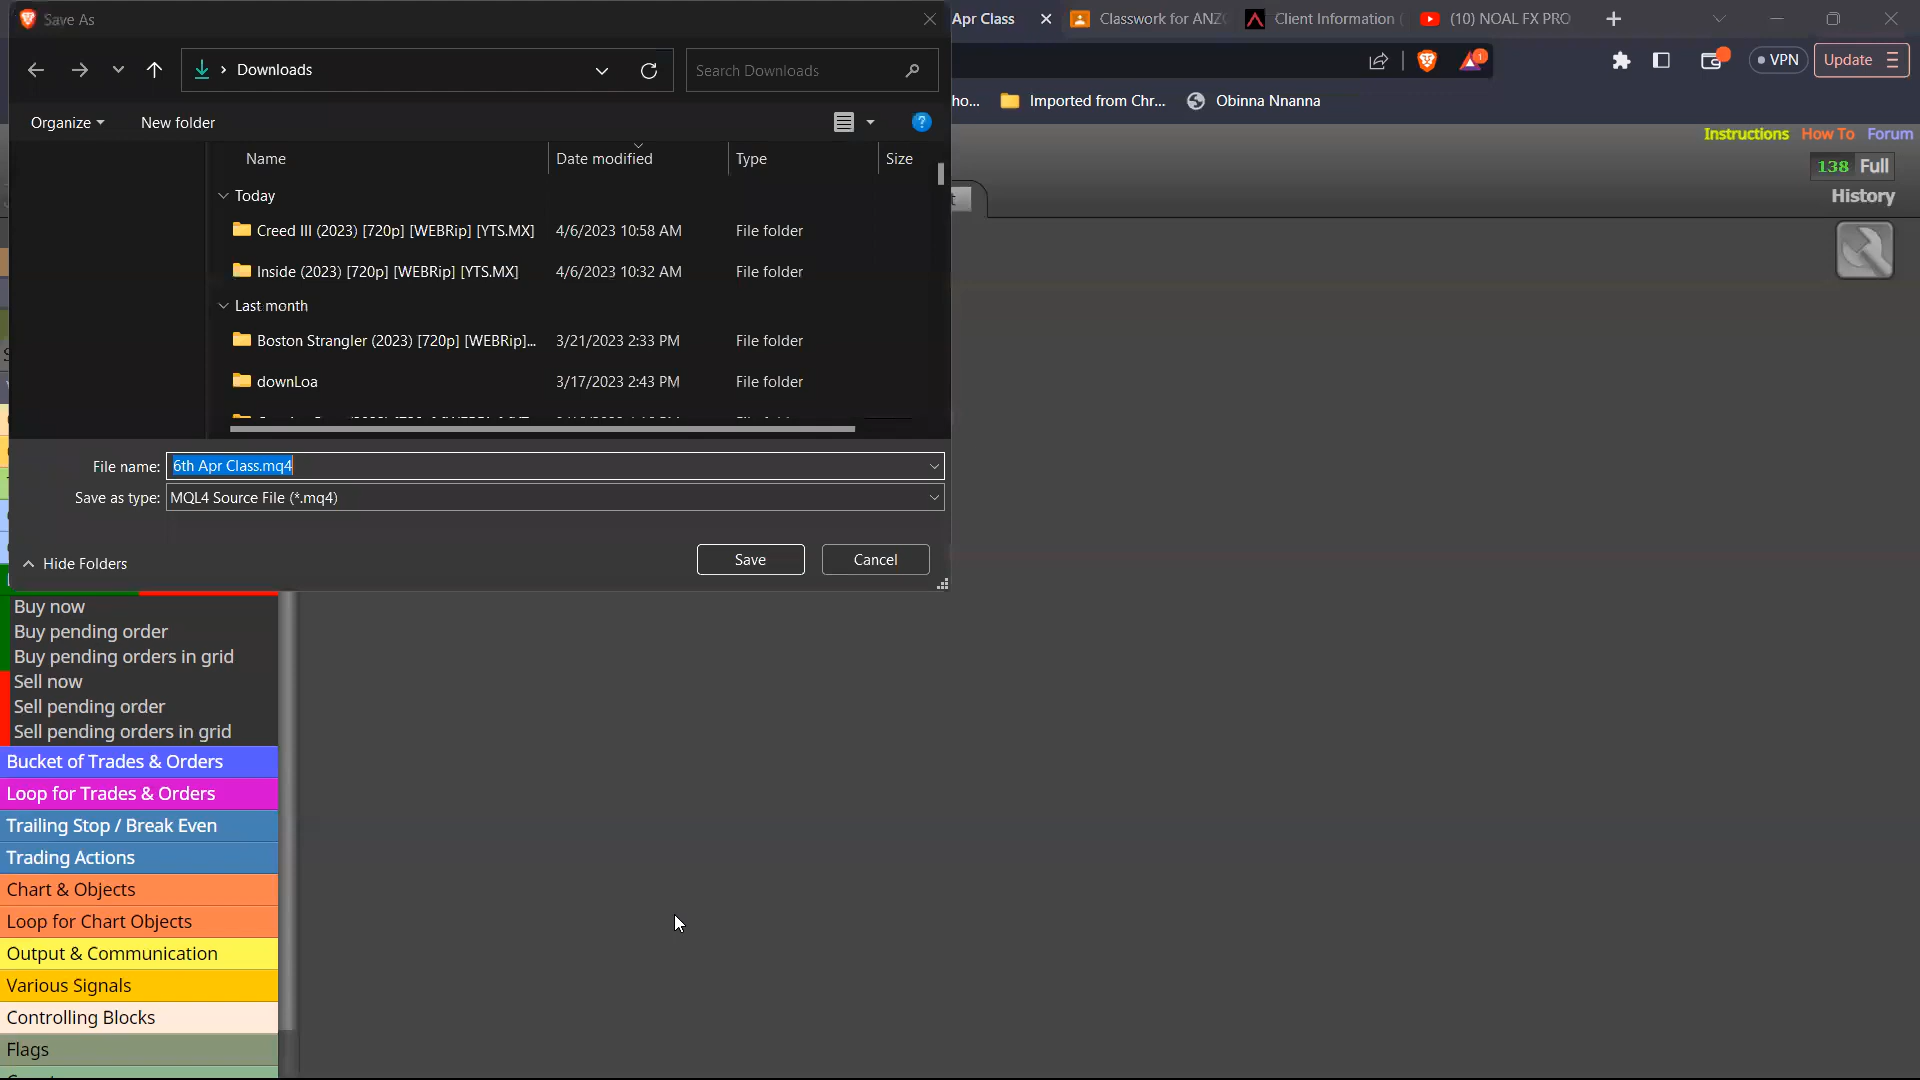 Save As
Apr Class
Classwork for ANZ
Client Information (
(10) NOAL FX PRO
Downloads
Search Downloads
VPN
Update
1
ho...
Imported from Chr...
Obinna Nnanna
Organize
New folder
Instructions How To Forum
138 Full
History
Name
Date modified
Type
Size
Today
Creed III (2023) [720p] [WEBRip] [YTS.MX]
4/6/2023 10:58 AM
File folder
Inside (2023) [720p] [WEBRip] [YTS.MX]
4/6/2023 10:32 AM
File folder
Last month
Boston Strangler (2023) [720p] [WEBRip]...
3/21/2023 2:33 PM
File folder
downLoa
3/17/2023 2:43 PM
File folder
File name: 6th Apr Class.mq4
Save as type: MQL4 Source File (*.mq4)
Hide Folders
Save
Cancel
Buy now
Buy pending order
Buy pending orders in grid
Sell now
Sell pending order
Sell pending orders in grid
Bucket of Trades & Orders
Loop for Trades & Orders
Trailing Stop / Break Even
Trading Actions
Chart & Objects
Loop for Chart Objects
Output & Communication
Various Signals
Controlling Blocks
Flags